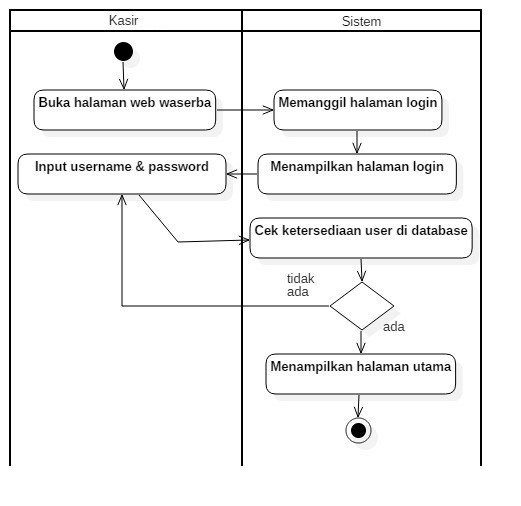 Kasir
Sistem
Buka halaman web waserba
Memanggil halaman login
Input username & password
Menampilkan halaman login
Cek ketersediaan user di database
tidak
ada
ada
Menampilkan halaman utama